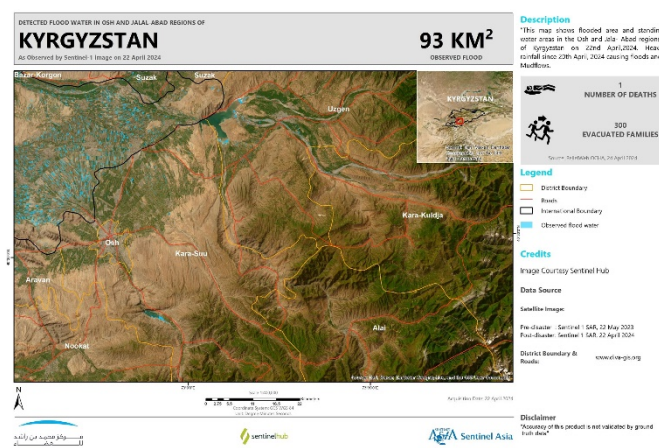 DETECTED FLOOD WATER IN OSH AND JALAL-ABAD REGIONS OF
KYRGYZSTAN
As Observed by Sentinel-1 Image on 22 April 2024
93 KM²
OBSERVED FLOOD
Bazar-Korgon
Suzak
Suzak
Uzgen
KYRGYZSTAN
Kara-Kuldja
Osh
Kara-Suu
Aravan
Alai
Nookat
N
Description
"This map shows flooded area and standing
water areas in the Osh and Jala- Abad regions
of Kyrgyzstan on 22nd April,2024. Heavy
rainfall since 20th April, 2024 causing floods and
Mudflows.
1
NUMBER OF DEATHS
300
EVACUATED FAMILIES
Legend
District Boundary
Roads
International Boundary
Observed flood water
Credits
Image Courtesy Sentinel Hub
Data Source
Satellite Image:
Pre-disaster : Sentinel 1 SAR, 22 May 2023
Post-disaster: Sentinel 1 SAR, 22 April 2024
District Boundary &
Roads:
www.diva-gis.org
Disclaimer
"Accuracy of this product is not validated by ground
truth data"
مركز محمد بن راشد
للفضاء
sentinelhub
Sentinel Asia